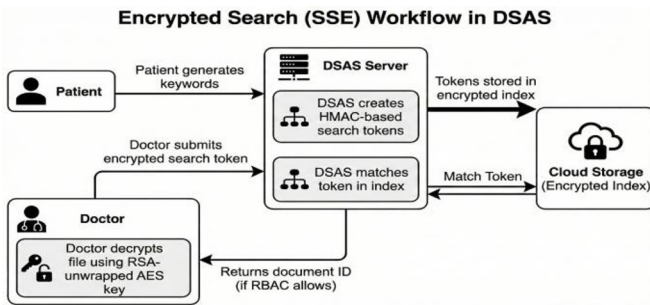 Encrypted Search (SSE) Workflow in DSAS
Patient
Patient generates
keywords
DSAS Server
DSAS creates
HMAC-based
search tokens
Tokens stored in
encrypted index
Doctor submits
encrypted search token
DSAS matches
token in index
Match Token
Cloud Storage
(Encrypted Index)
Doctor
Doctor decrypts
file using RSA-
unwrapped AES
key
Returns document ID
(if RBAC allows)